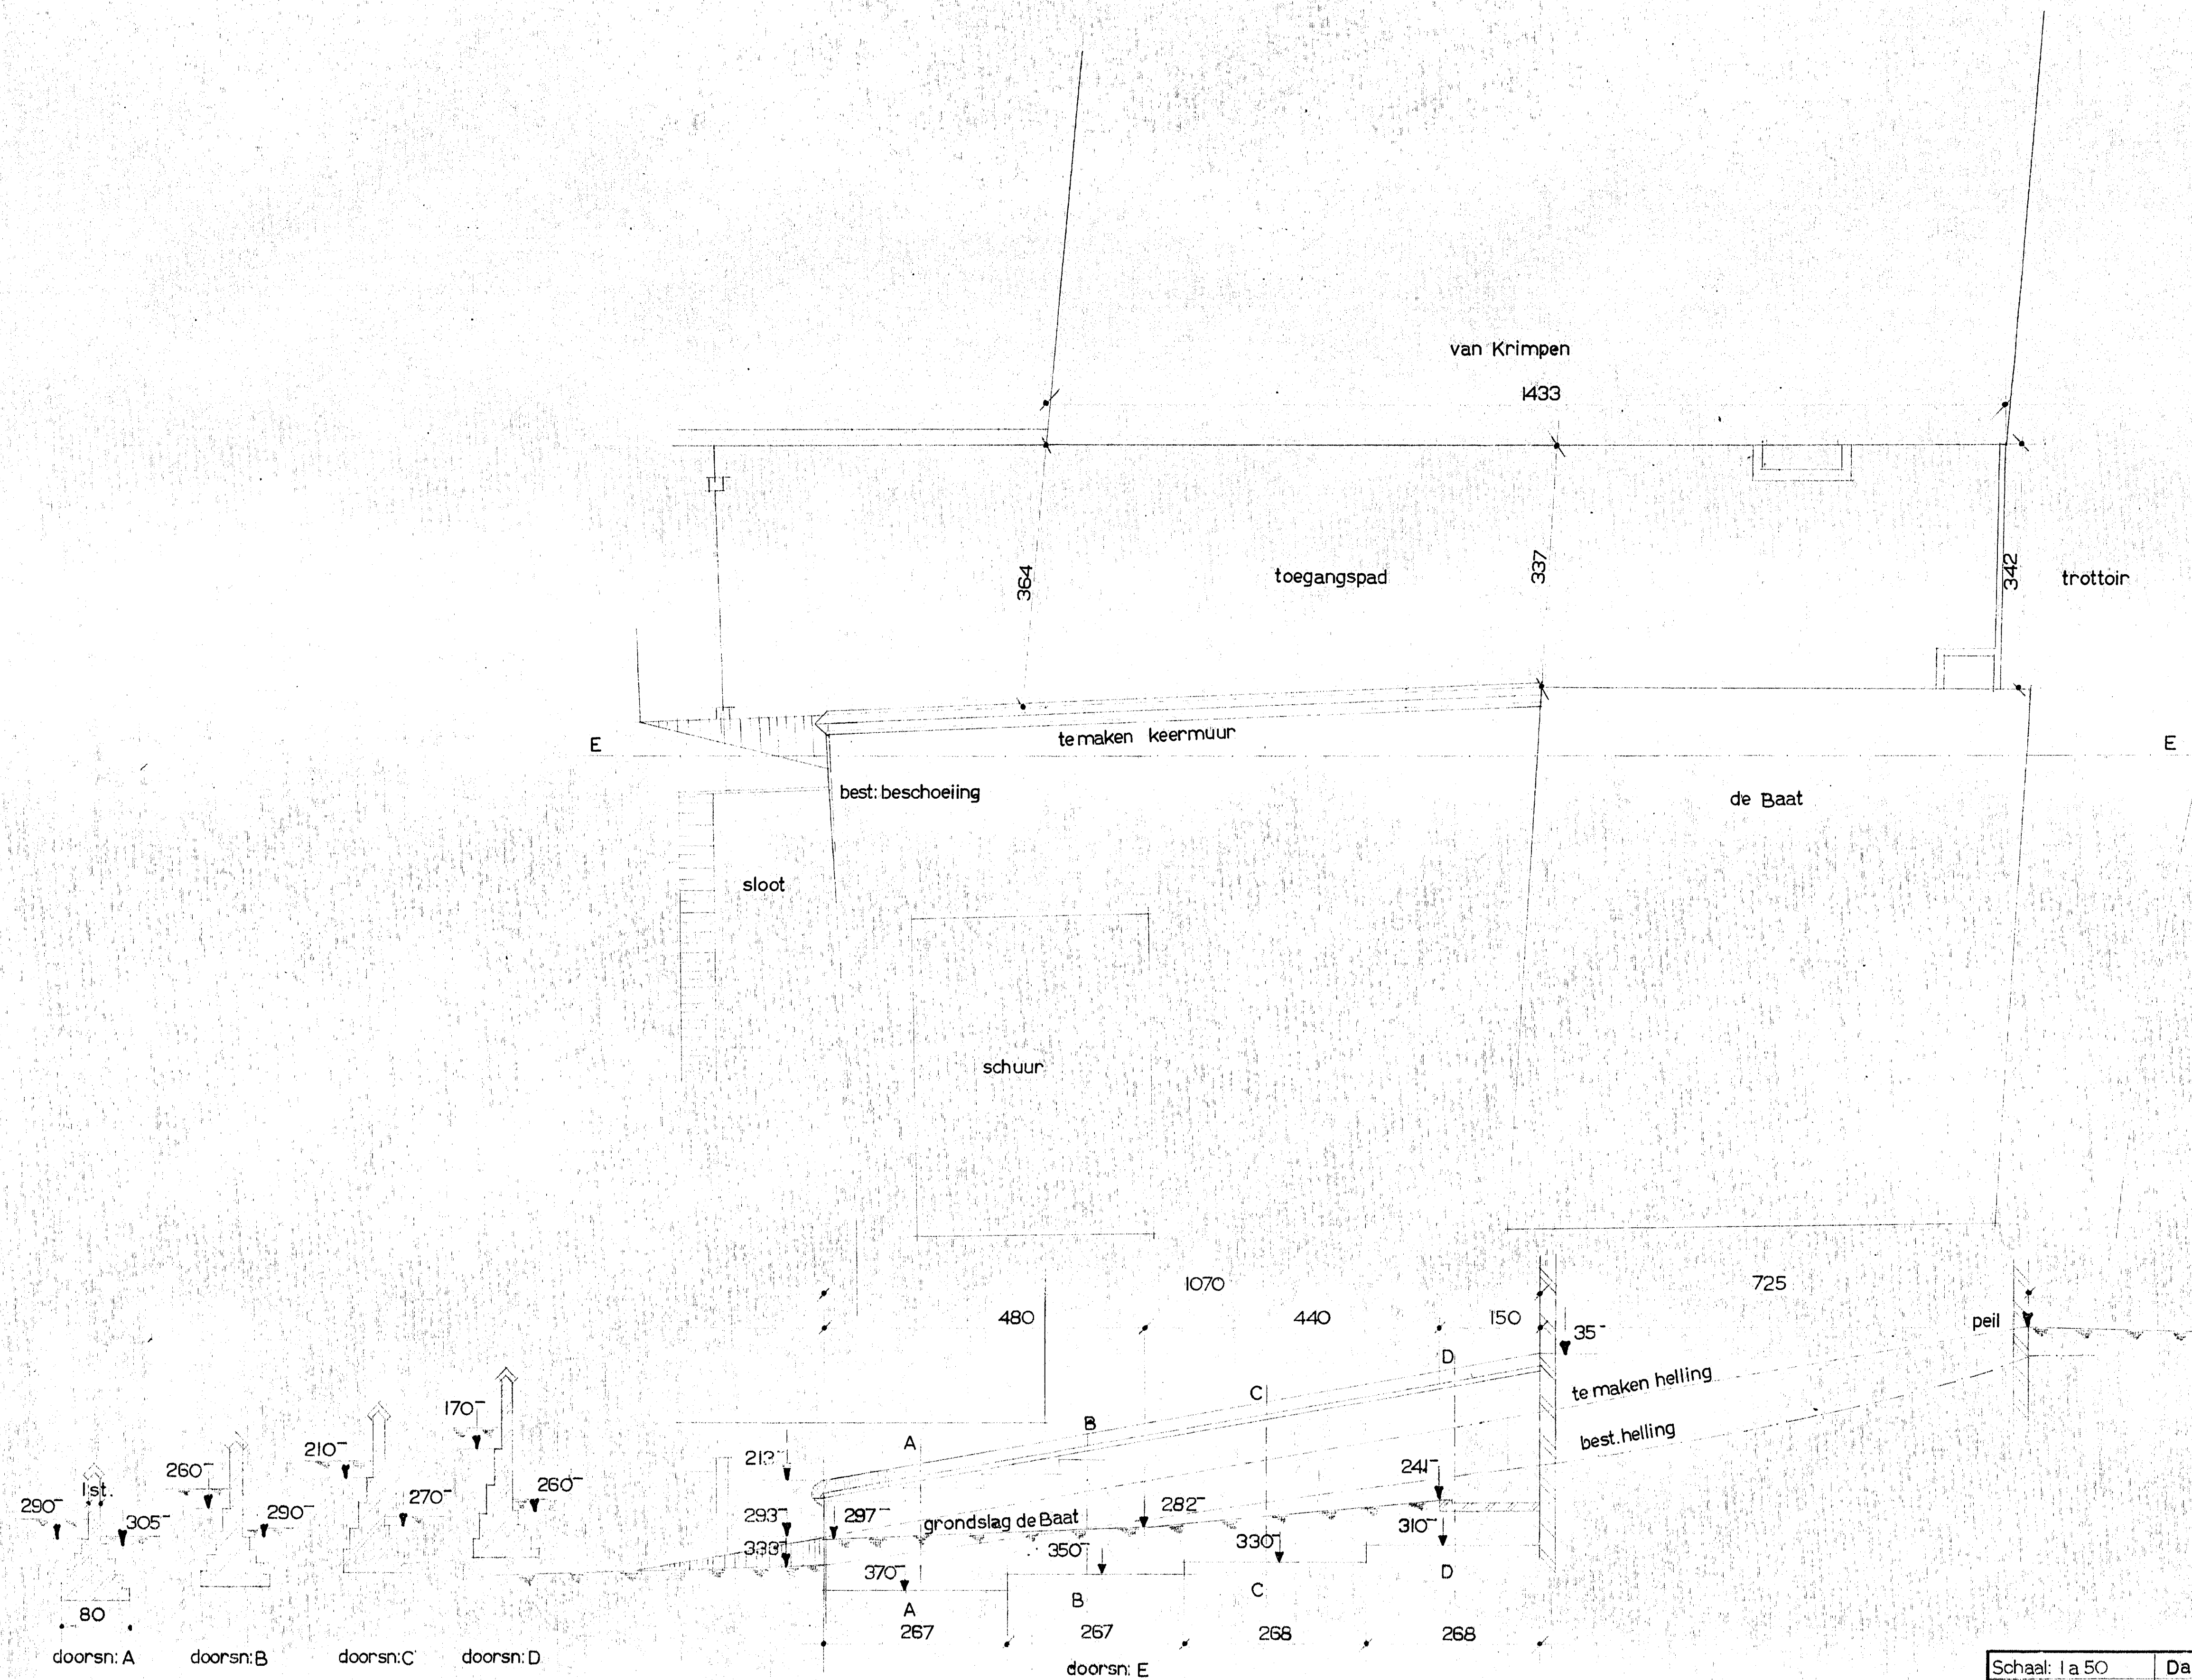 van Krimpen
1433
364
toegangspad
337
342
trottoir
te maken keermuur
E
E
best: beschoeiing
de Baat
sloot
schuur
1070
725
480
440
150
peil
35-
D
te maken helling
C
B
best. helling
A
170-
210-
260-
241-
1 st.
290-
305-
290-
270-
260-
293-
297-
282-
grondslag de Baat
310-
333-
350-
330-
370-
A
B
C
D
80
267
267
268
268
doorsn: A
doorsn: B
doorsn: C
doorsn: D
doorsn: E
Schaal: 1 a 50
Da